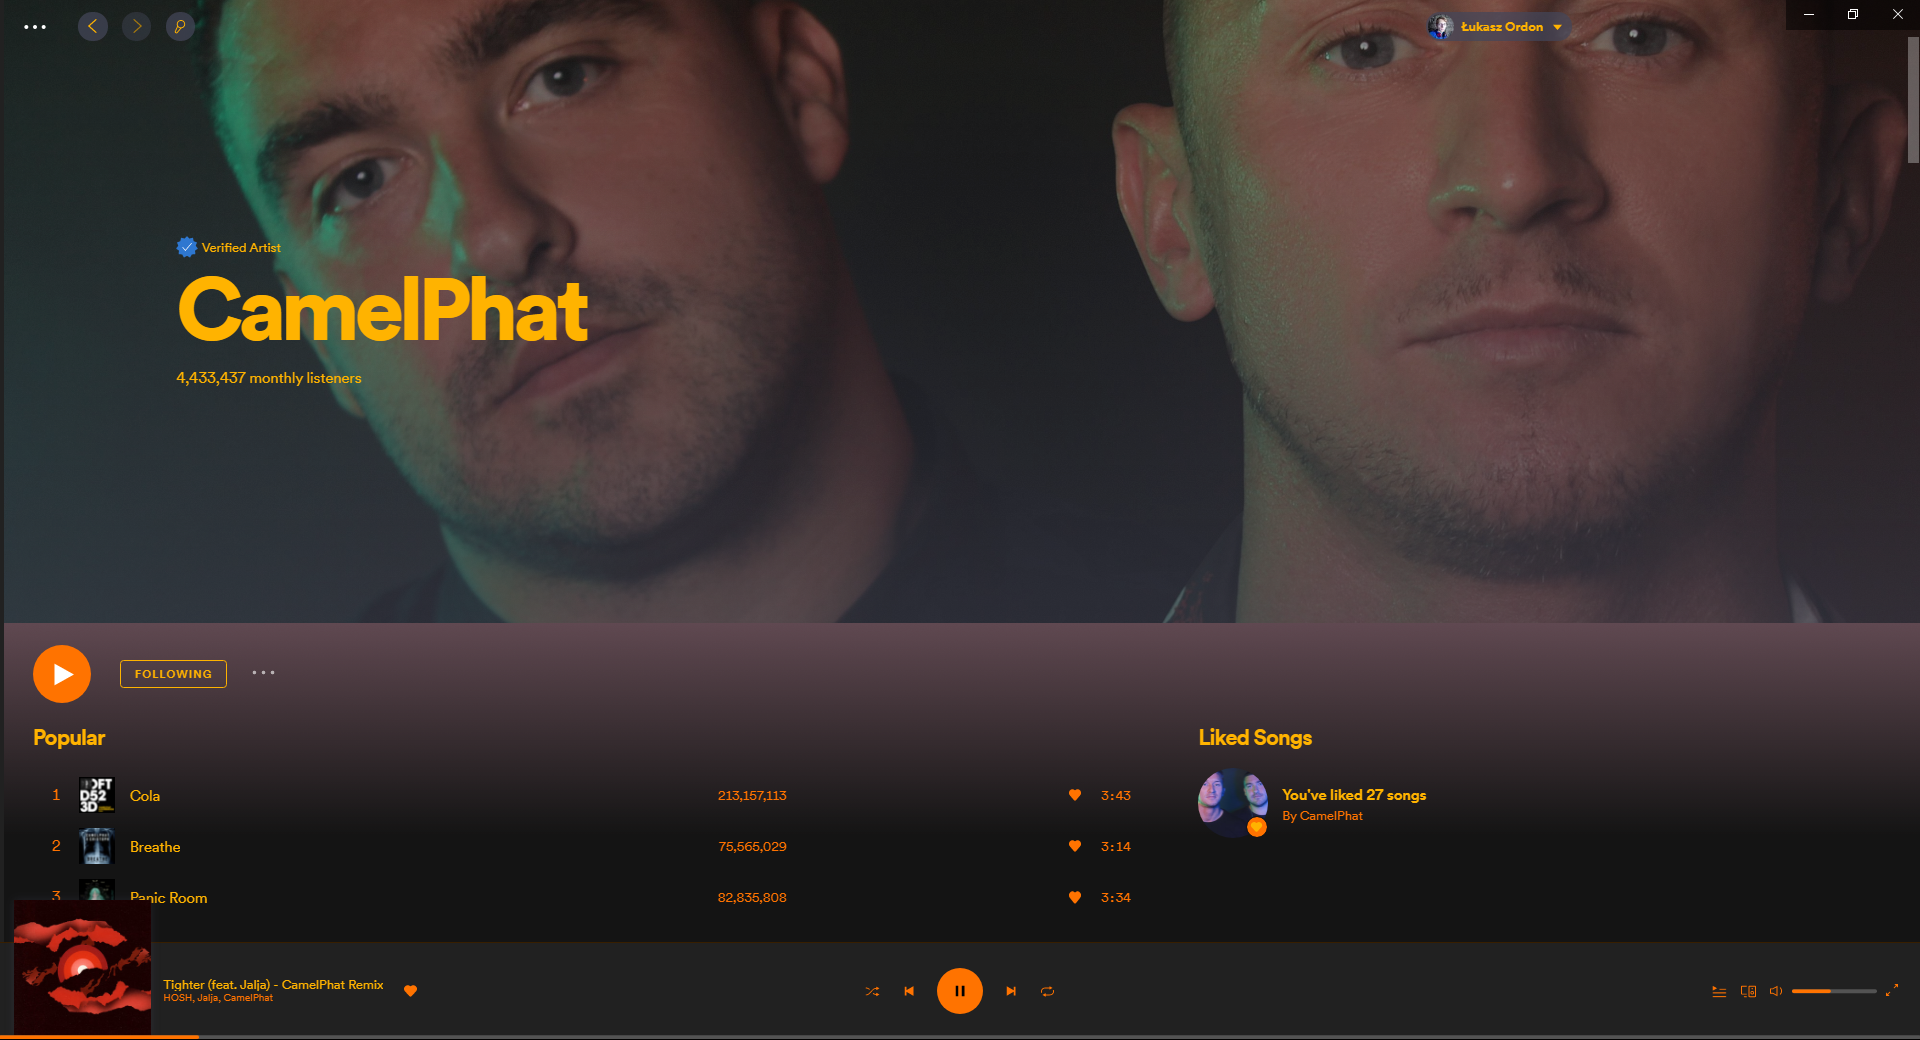 Łukasz Ordon
Verified Artist
CamelPhat
4,433,437 monthly listeners
FOLLOWING
Popular
Liked Songs
1 Cola 213,157,113 3:43
You've liked 27 songs
By CamelPhat
2 Breathe 75,565,029 3:14
3 Panic Room 82,835,808 3:34
Tighter (feat. Jalja) - CamelPhat Remix
HOSH, Jalja, CamelPhat